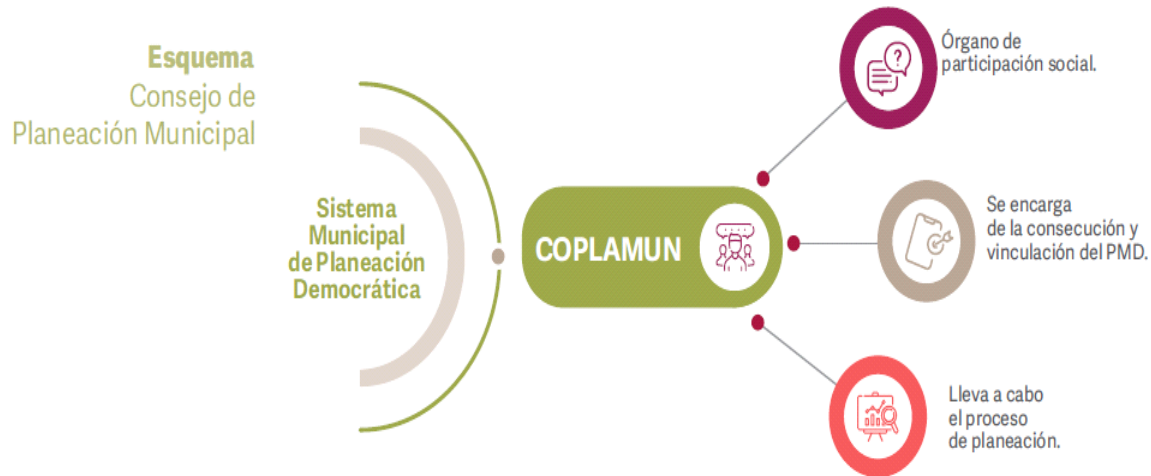 Esquema
Consejo de
Planeación Municipal
Sistema
Municipal
de Planeación
Democrática
COPLAMUN
Órgano de
participación social.
Se encarga
de la consecución y
vinculación del PMD.
Lleva a cabo
el proceso
de planeación.